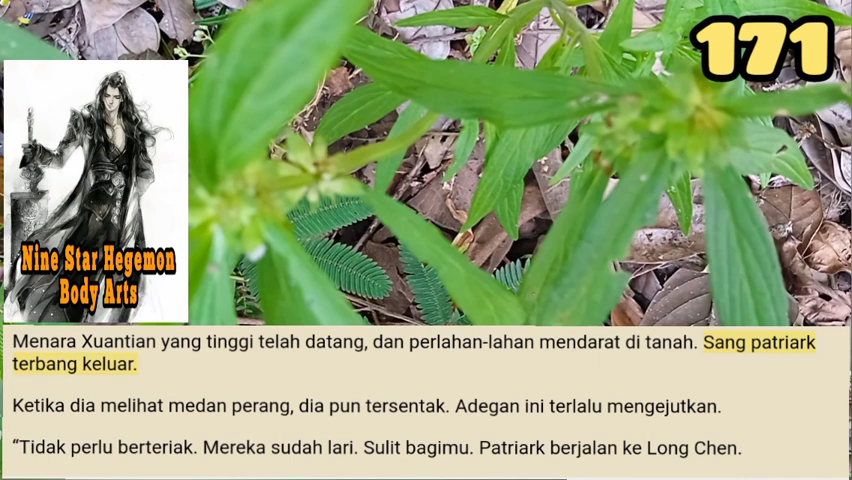 171
Nine Star Hegemon
Body Arts
Menara Xuantian yang tinggi telah datang, dan perlahan-lahan mendarat di tanah. Sang patriark
terbang keluar.
Ketika dia melihat medan perang, dia pun tersentak. Adegan ini terlalu mengejutkan.
“Tidak perlu berteriak. Mereka sudah lari. Sulit bagimu. Patriark berjalan ke Long Chen.